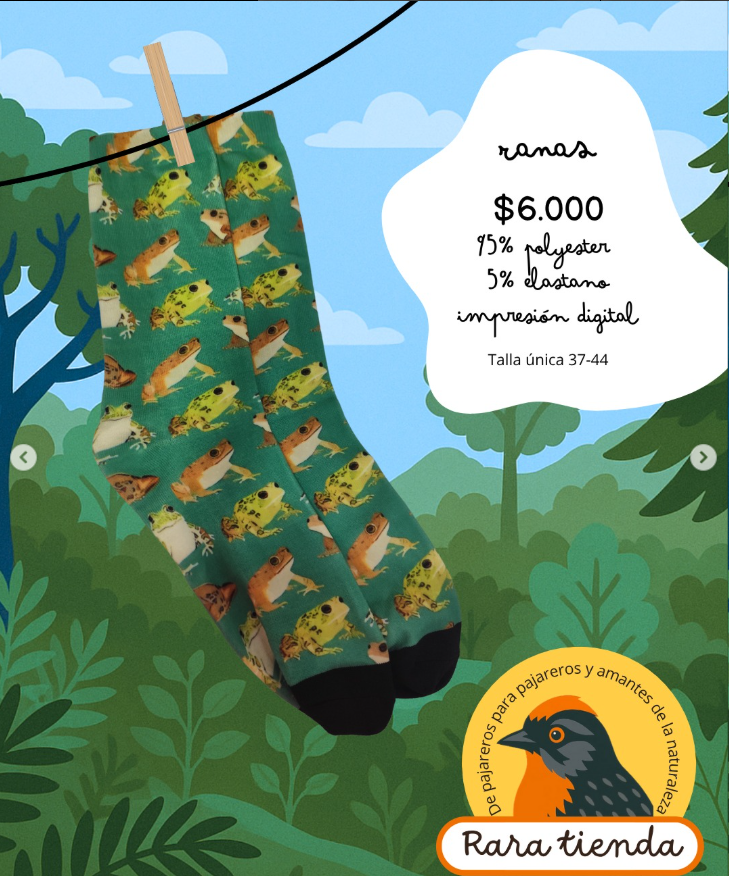 ranas
$6.000
95% polyester
5% elastano
impresión digital
Talla única 37-44
De pajareros para pajareros y amantes de la naturaleza
Rara tienda